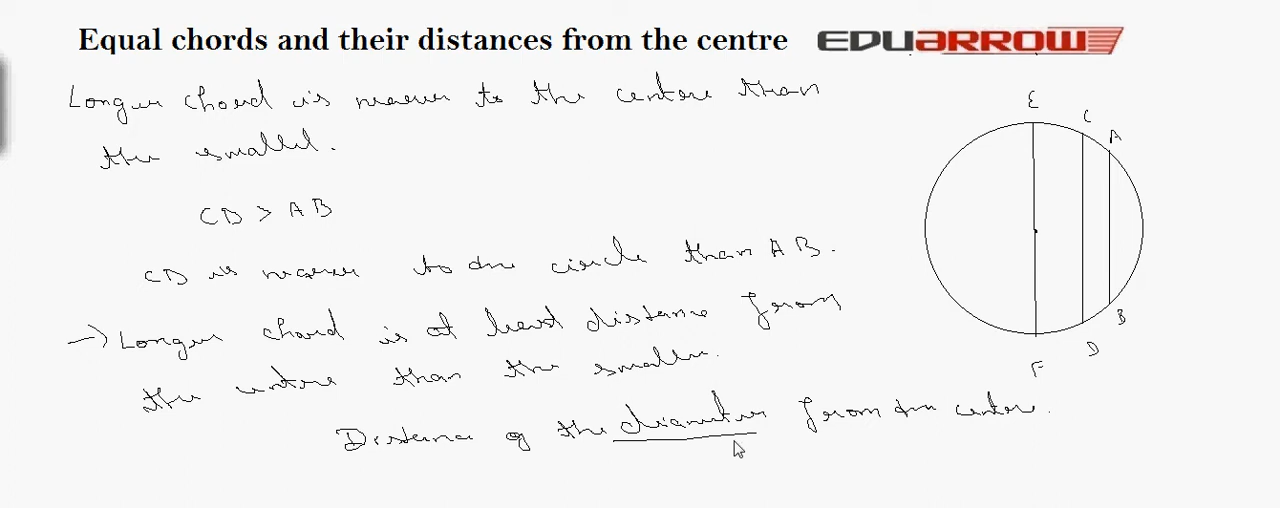 Equal chords and their distances from the centre EDUARROW
Longer chord is nearer to the centre than
the smaller.
CD > AB
CD is nearer to the circle than A B.
→ Longer chord is at least distance from
the centre than the smaller.
Distance of the diameter from the center.
E
C
A
B
D
F